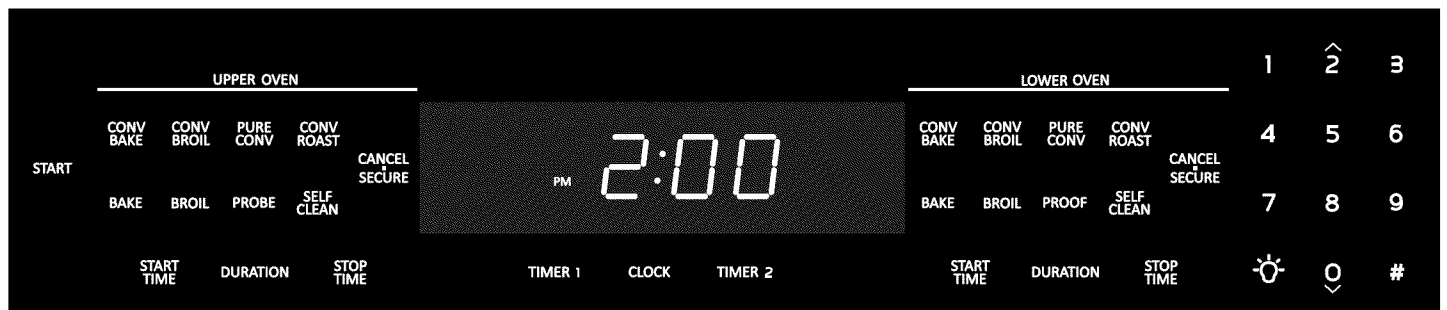 UPPER OVEN
LOWER OVEN
1 2 3
CONV BAKE CONV BROIL PURE CONV CONV ROAST
2:00
PM
CONV BAKE CONV BROIL PURE CONV CONV ROAST
4 5 6
START
CANCEL
SECURE
CANCEL
SECURE
BAKE BROIL PROBE SELF CLEAN
BAKE BROIL PROOF SELF CLEAN
7 8 9
START TIME DURATION STOP TIME
TIMER 1 CLOCK TIMER 2
START TIME DURATION STOP TIME
0 #